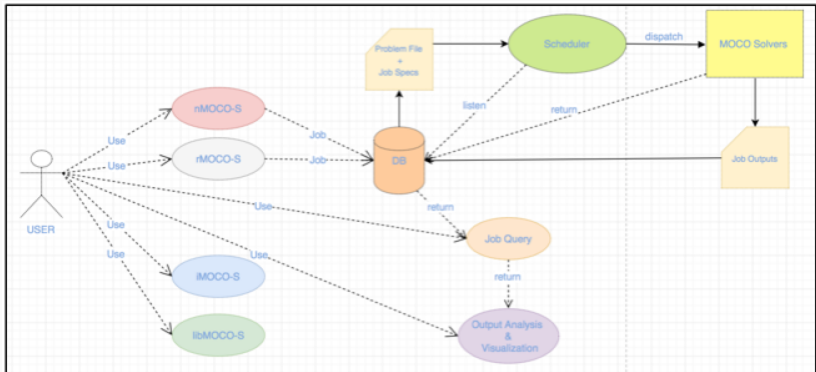 Problem File
+
Job Specs
Scheduler
dispatch
MOCO Solvers
nMOCO-S
listen
return
Use
Job
rMOCO-S
Use
Job
DB
Job Outputs
USER
Use
return
Use
Use
Use
Job Query
lMOCO-S
return
libMOCO-S
Output Analysis
&
Visualization